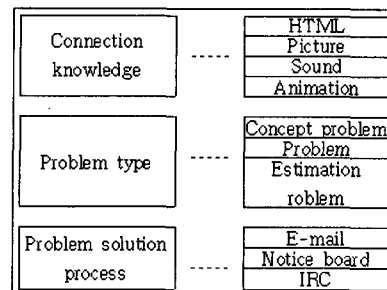 Connection
knowledge
HTML
Picture
Sound
Animation
Problem type
Concept problem
Problem
Estimation
roblem
Problem solution
process
E-mail
Notice board
IRC